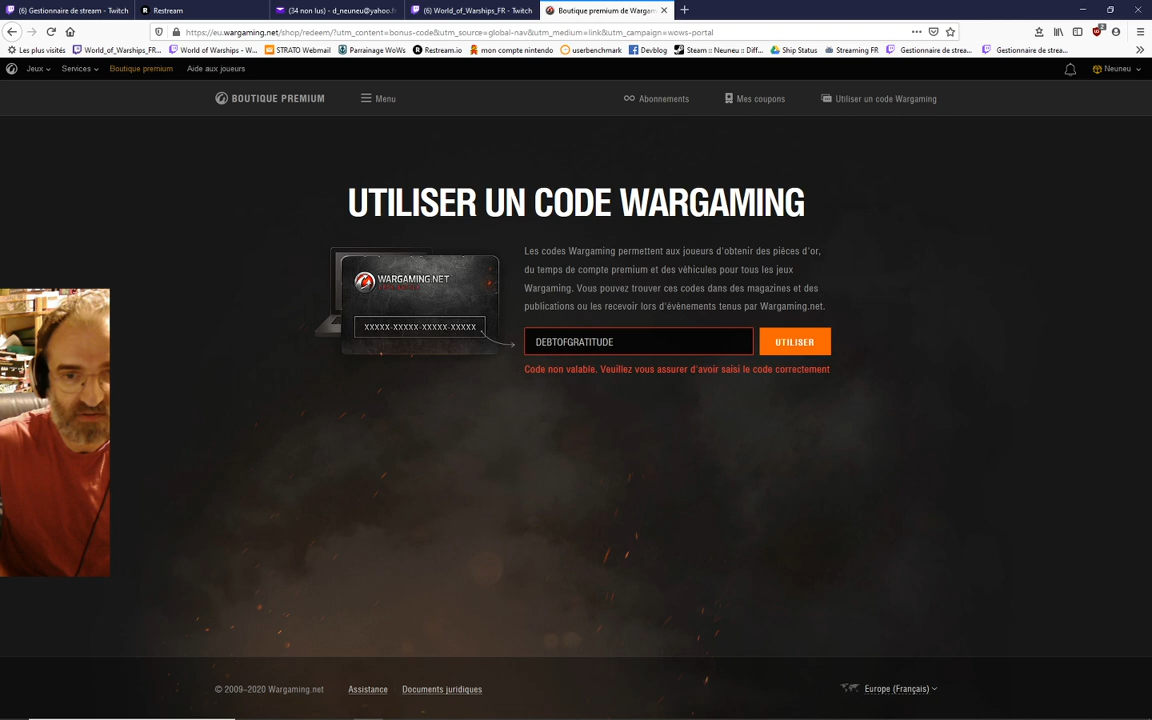 (6) Gestionnaire de stream - Twitch
Restream
(34 non lus) - d_neuneu@yahoo.f
(6) World_of_Warships_FR - Twitch
Boutique premium de Wargam
https://eu.wargaming.net/shop/redeem/?utm_content=bonus-code&utm_source=global-nav&utm_medium=link&utm_campaign=wows-portal
Les plus visités
World_of_Warships_FR...
World of Warships - W...
STRATO Webmail
Parrainage WoWs
Restream.io
mon compte nintendo
userbenchmark
Devblog
Steam :: Neuneu :: Diff...
Ship Status
Streaming FR
Gestionnaire de strea...
Gestionnaire de strea...
Jeux
Services
Boutique premium
Aide aux joueurs
Neuneu
BOUTIQUE PREMIUM
Menu
Abonnements
Mes coupons
Utiliser un code Wargaming
UTILISER UN CODE WARGAMING
Les codes Wargaming permettent aux joueurs d'obtenir des pièces d'or,
du temps de compte premium et des véhicules pour tous les jeux
Wargaming. Vous pouvez trouver ces codes dans des magazines et des
publications ou les recevoir lors d'évènements tenus par Wargaming.net.
WARGAMING.NET
XXXXX-XXXXX-XXXXX-XXXXX
DEBTOFGRATITUDE
UTILISER
Code non valable. Veuillez vous assurer d'avoir saisi le code correctement
© 2009–2020 Wargaming.net
Assistance
Documents juridiques
Europe (Français)